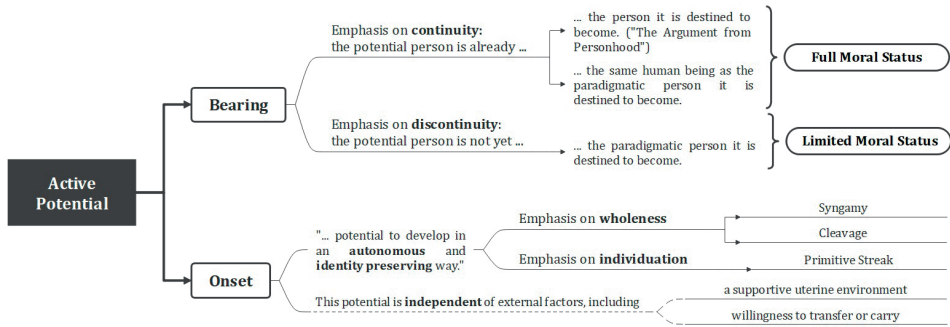 Active
Potential
Bearing
Emphasis on continuity:
the potential person is already ...
... the person it is destined to
become. ("The Argument from
Personhood")
... the same human being as the
paradigmatic person it is
destined to become.
Full Moral Status
Emphasis on discontinuity:
the potential person is not yet ...
... the paradigmatic person it is
destined to become.
Limited Moral Status
Onset
"... potential to develop in
an autonomous and
identity preserving way."
Emphasis on wholeness
Syngamy
Cleavage
Emphasis on individuation
Primitive Streak
This potential is independent of external factors, including
a supportive uterine environment
willingness to transfer or carry